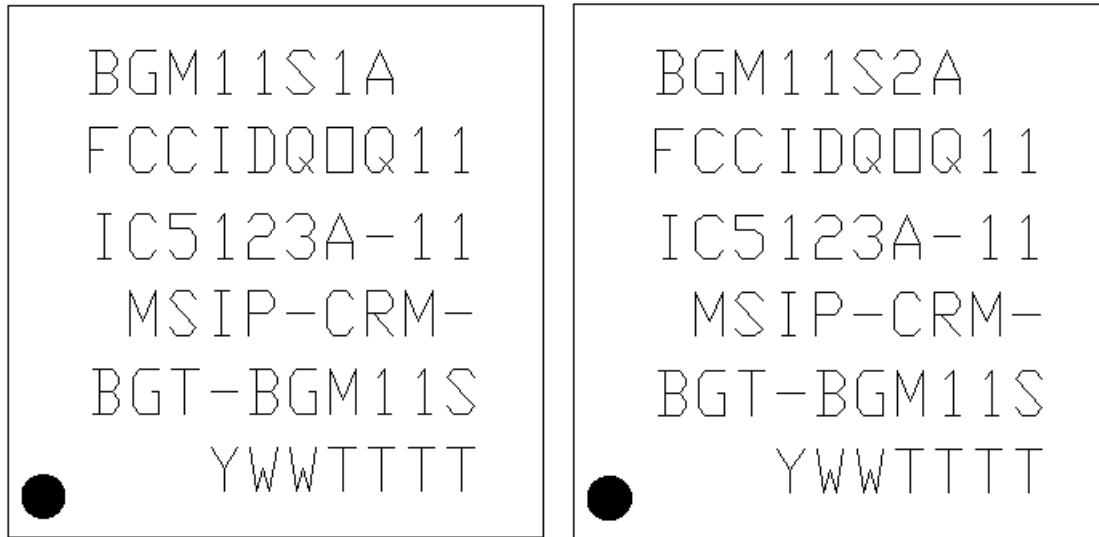 BGM11S1A
FCCIDQOQ11
IC5123A-11
MSIP-CRM-
BGT-BGM11S
YWWTTTT
BGM11S2A
FCCIDQOQ11
IC5123A-11
MSIP-CRM-
BGT-BGM11S
YWWTTTT